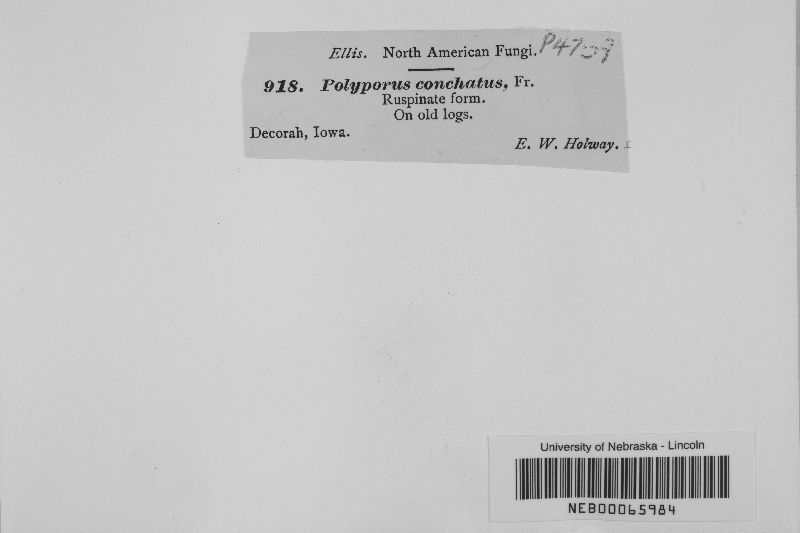 Ellis. North American Fungi.
918. Polyporus conchatus, Fr.
Ruspinate form.
On old logs.
Decorah, Iowa.
E. W. Holway.
University of Nebraska - Lincoln
NEB00065984